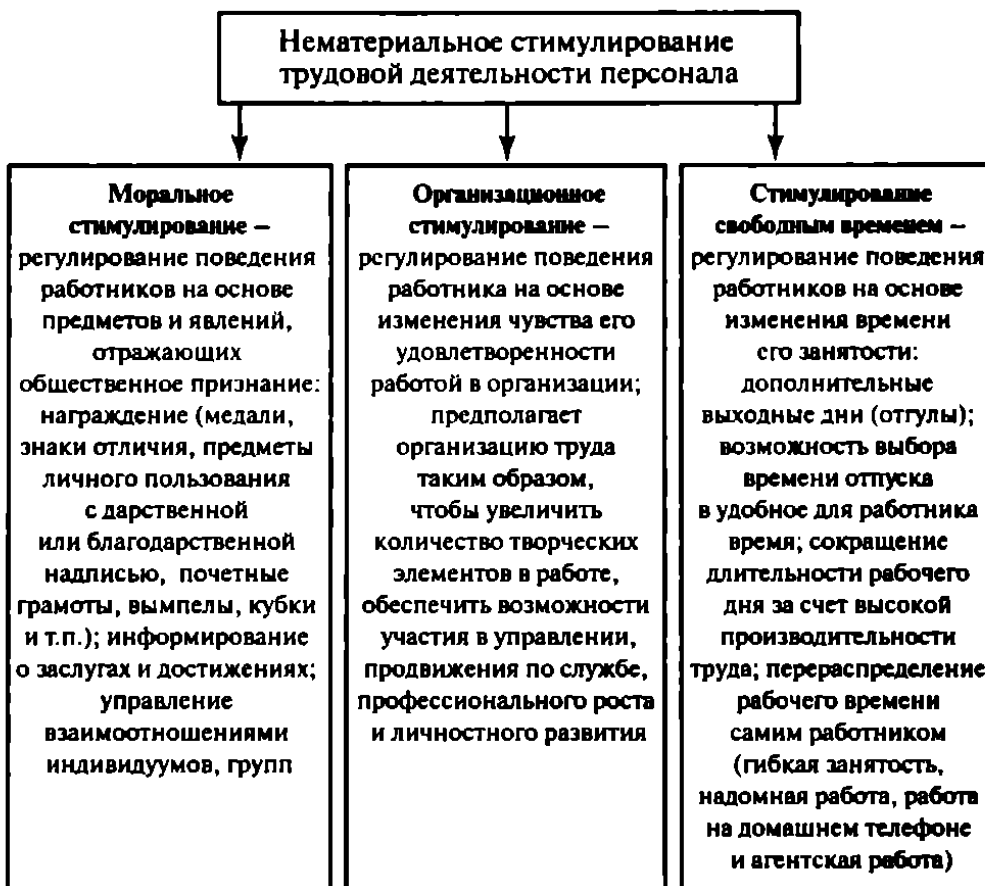 Нематериальное стимулирование
трудовой деятельности персонала
Моральное
стимулирование –
регулирование поведения
работников на основе
предметов и явлений,
отражающих
общественное признание:
награждение (медали,
знаки отличия, предметы
личного пользования
с дарственной
или благодарственной
надписью, почетные
грамоты, вымпелы, кубки
и т.п.); информирование
о заслугах и достижениях;
управление
взаимоотношениями
индивидуумов, групп
Организационное
стимулирование –
регулирование поведения
работника на основе
изменения чувства его
удовлетворенности
работой в организации;
предполагает
организацию труда
таким образом,
чтобы увеличить
количество творческих
элементов в работе,
обеспечить возможности
участия в управлении,
продвижения по службе,
профессионального роста
и личностного развития
Стимулирование
свободным временем –
регулирование поведения
работников на основе
изменения времени
его занятости:
дополнительные
выходные дни (отгулы);
возможность выбора
времени отпуска
в удобное для работника
время; сокращение
длительности рабочего
дня за счет высокой
производительности
труда; перераспределение
рабочего времени
самим работником
(гибкая занятость,
надомная работа, работа
на домашнем телефоне
и агентская работа)